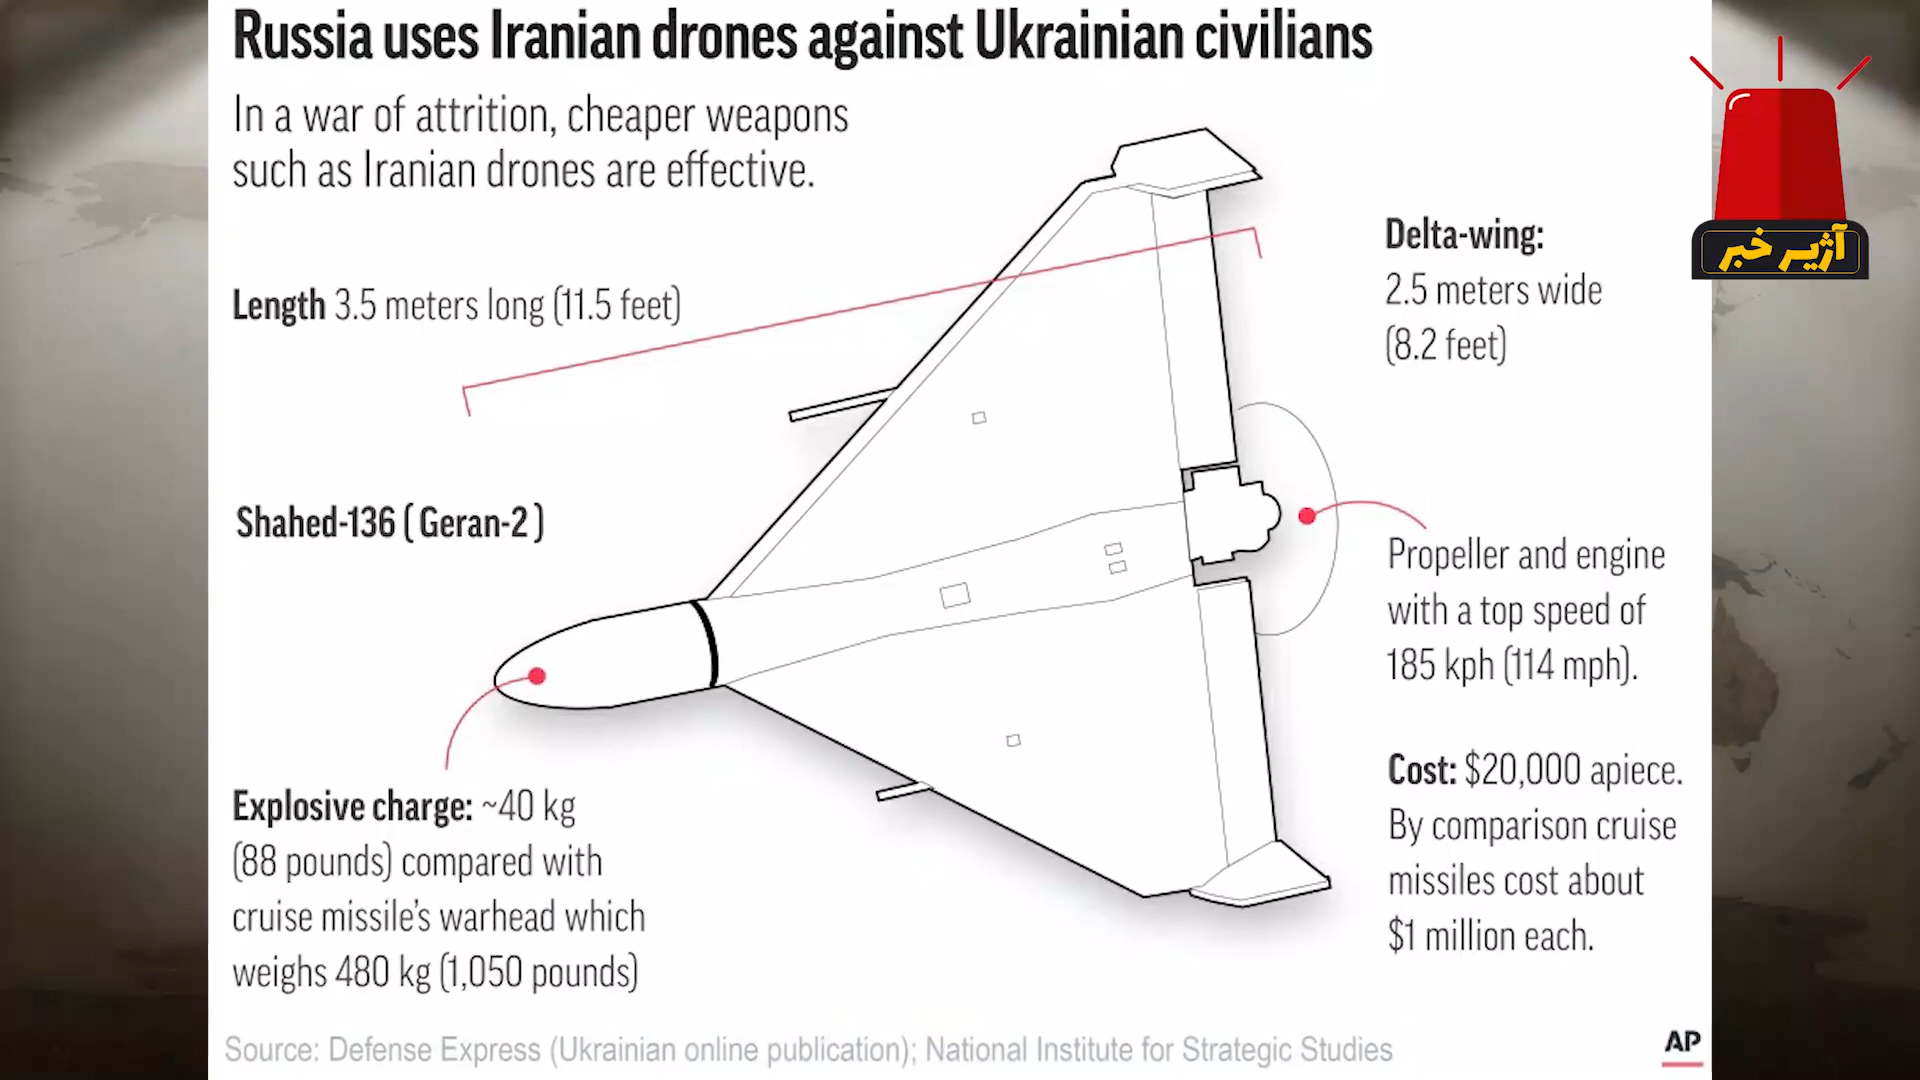 Russia uses Iranian drones against Ukrainian civilians
In a war of attrition, cheaper weapons
such as Iranian drones are effective.
آژیر خبر
Length 3.5 meters long (11.5 feet)
Delta-wing:
2.5 meters wide
(8.2 feet)
Shahed-136 ( Geran-2 )
Propeller and engine
with a top speed of
185 kph (114 mph).
Explosive charge: ~40 kg
(88 pounds) compared with
cruise missile's warhead which
weighs 480 kg (1,050 pounds)
Cost: $20,000 apiece.
By comparison cruise
missiles cost about
$1 million each.
Source: Defense Express (Ukrainian online publication); National Institute for Strategic Studies
AP